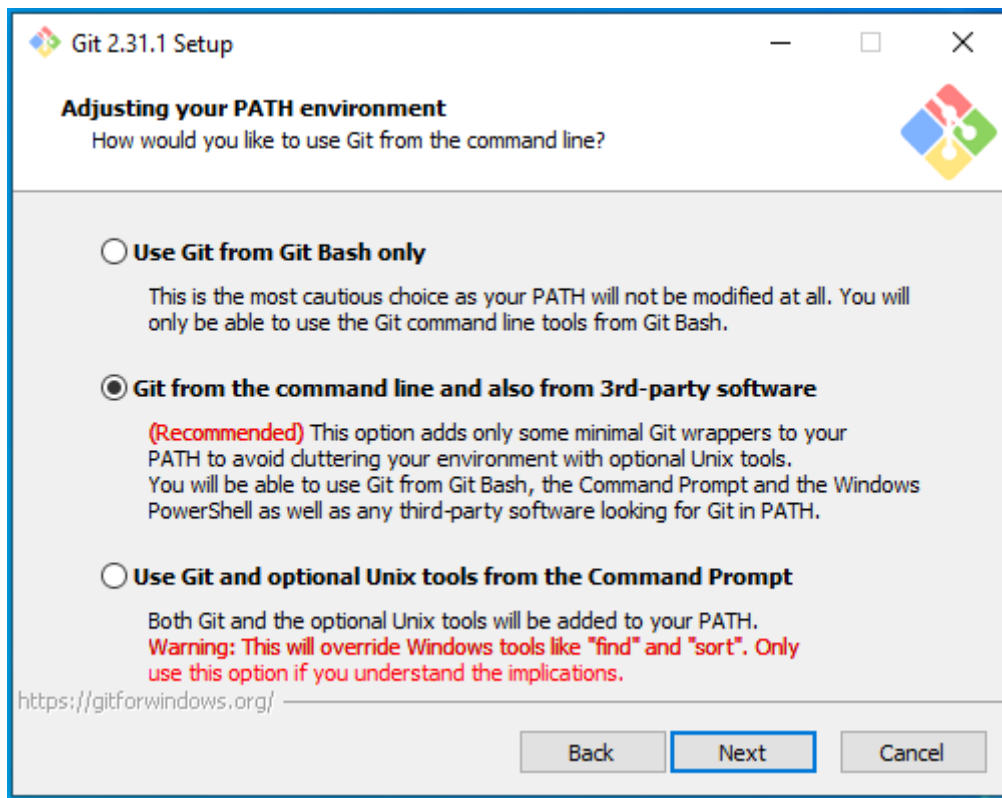 Git 2.31.1 Setup
Adjusting your PATH environment
How would you like to use Git from the command line?
Use Git from Git Bash only
This is the most cautious choice as your PATH will not be modified at all. You will
only be able to use the Git command line tools from Git Bash.
Git from the command line and also from 3rd-party software
(Recommended) This option adds only some minimal Git wrappers to your
PATH to avoid cluttering your environment with optional Unix tools.
You will be able to use Git from Git Bash, the Command Prompt and the Windows
PowerShell as well as any third-party software looking for Git in PATH.
Use Git and optional Unix tools from the Command Prompt
Both Git and the optional Unix tools will be added to your PATH.
Warning: This will override Windows tools like "find" and "sort". Only
use this option if you understand the implications.
https://gitforwindows.org/
Back Next Cancel